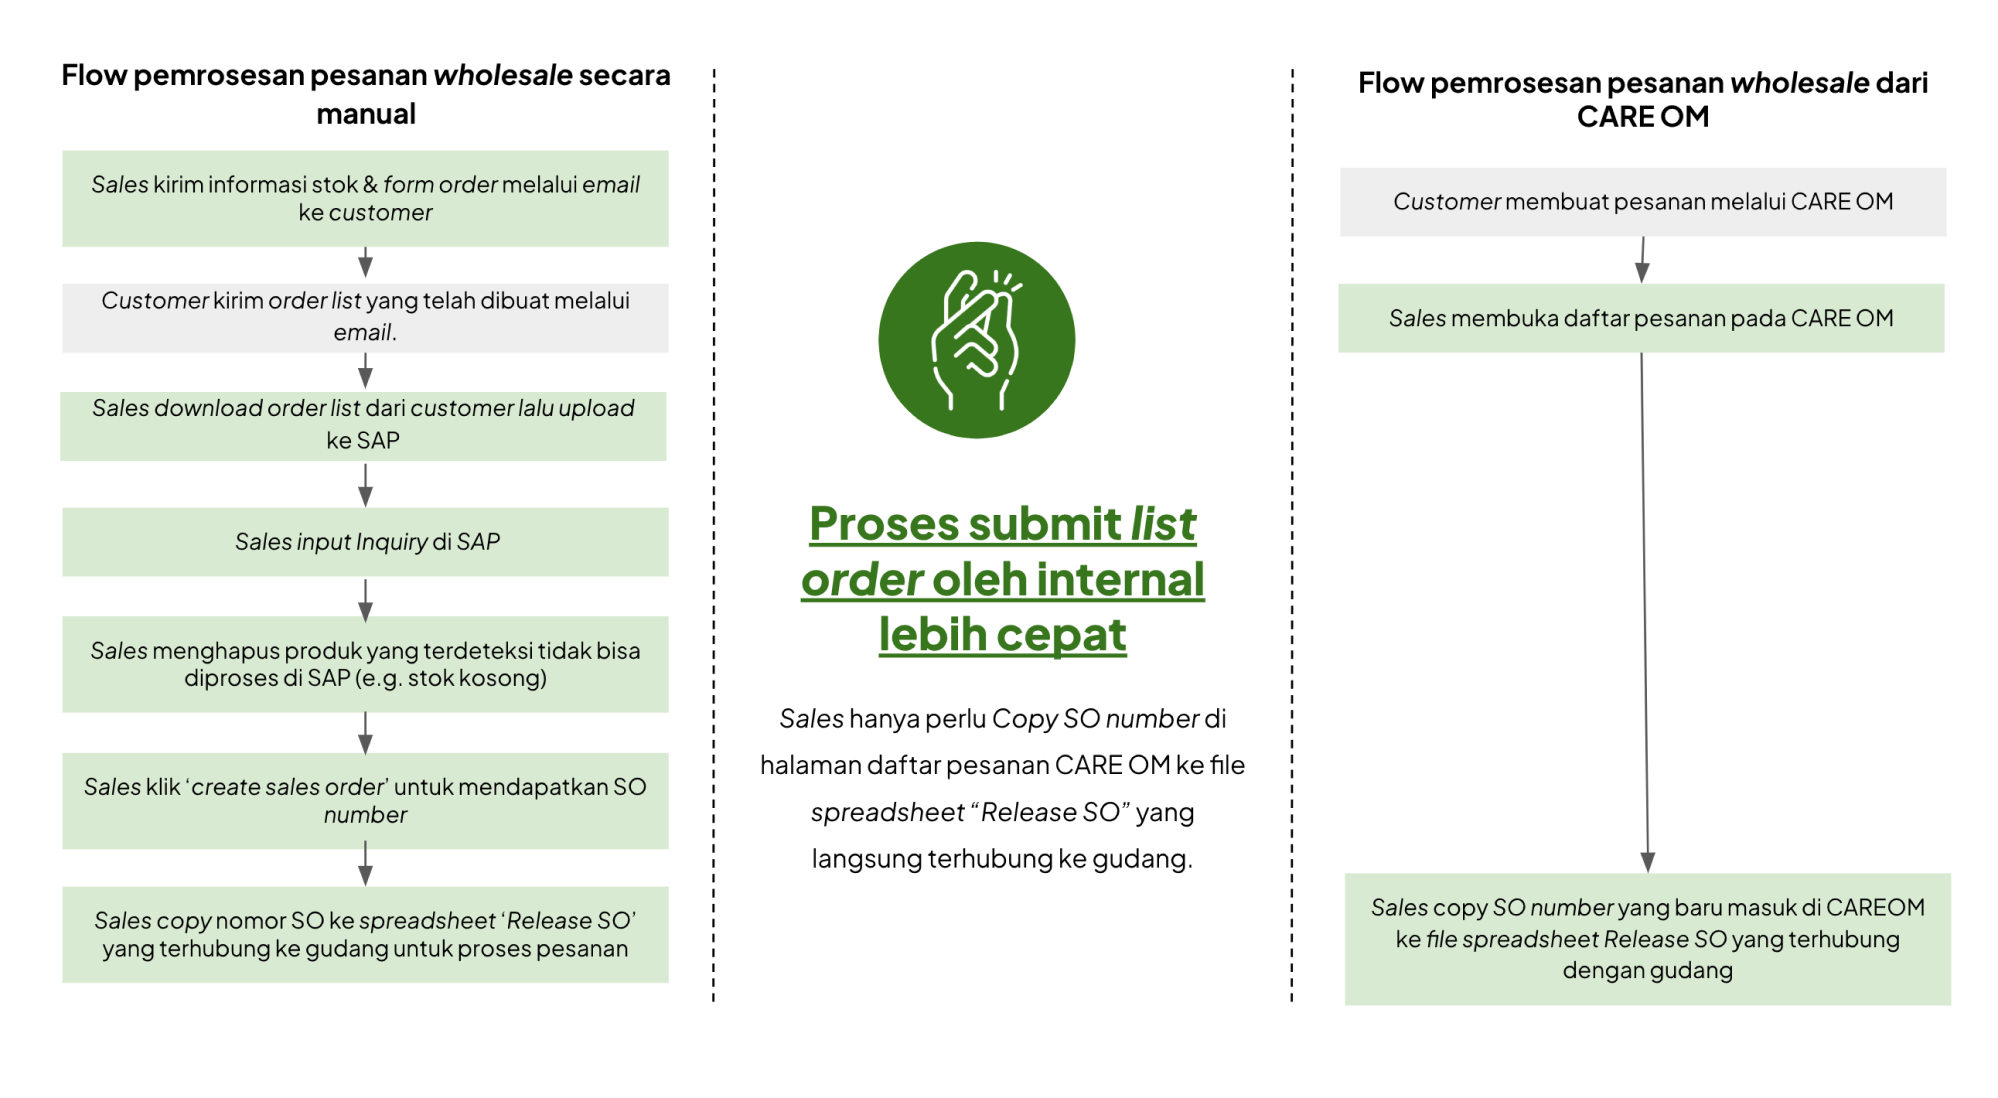 Flow pemrosesan pesanan wholesale secara
manual
Sales kirim informasi stok & form order melalui email
ke customer
Customer kirim order list yang telah dibuat melalui
email.
Sales download order list dari customer lalu upload
ke SAP
Sales input Inquiry di SAP
Sales menghapus produk yang terdeteksi tidak bisa
diproses di SAP (e.g. stok kosong)
Sales klik ‘create sales order’ untuk mendapatkan SO
number
Sales copy nomor SO ke spreadsheet ‘Release SO’
yang terhubung ke gudang untuk proses pesanan
Proses submit list
order oleh internal
lebih cepat
Sales hanya perlu Copy SO number di
halaman daftar pesanan CARE OM ke file
spreadsheet “Release SO” yang
langsung terhubung ke gudang.
Flow pemrosesan pesanan wholesale dari
CARE OM
Customer membuat pesanan melalui CARE OM
Sales membuka daftar pesanan pada CARE OM
Sales copy SO number yang baru masuk di CAREOM
ke file spreadsheet Release SO yang terhubung
dengan gudang